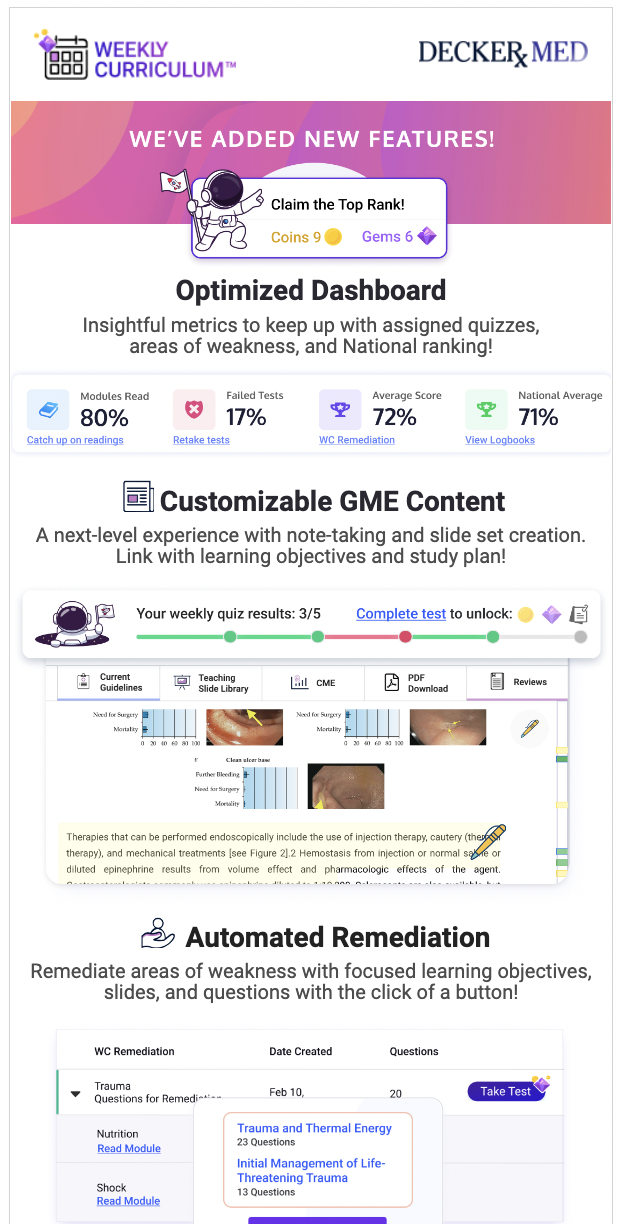 WEEKLY
CURRICULUM™
DECKERMED
WE'VE ADDED NEW FEATURES!
Claim the Top Rank!
Coins 9
Gems 6
Optimized Dashboard
Insightful metrics to keep up with assigned quizzes,
areas of weakness, and National ranking!
Modules Read
80%
Catch up on readings
Failed Tests
17%
Retake tests
Average Score
72%
WC Remediation
National Average
71%
View Logbooks
Customizable GME Content
A next-level experience with note-taking and slide set creation.
Link with learning objectives and study plan!
Your weekly quiz results: 3/5
Complete test to unlock:
Current
Guidelines
Teaching
Slide Library
CME
PDF
Download
Reviews
Need for Surgery
Mortality
0 20 40 60 80 100
Need for Surgery
Mortality
0 20 40 60 80 100
Clean ulcer base
Further Bleeding
Need for Surgery
Mortality
Therapies that can be performed endoscopically include the use of injection therapy, cautery
therapy), and mechanical treatments [see Figure 2].2 Hemostasis from injection or normal or
diluted epinephrine results from volume effect and pharmacologic effects of the agent.
Automated Remediation
Remediate areas of weakness with focused learning objectives,
slides, and questions with the click of a button!
WC Remediation
Date Created
Questions
Trauma
Questions for Remediation
Feb 10,
20
Take Test
Nutrition
Read Module
Shock
Read Module
Trauma and Thermal Energy
23 Questions
Initial Management of Life-
Threatening Trauma
13 Questions